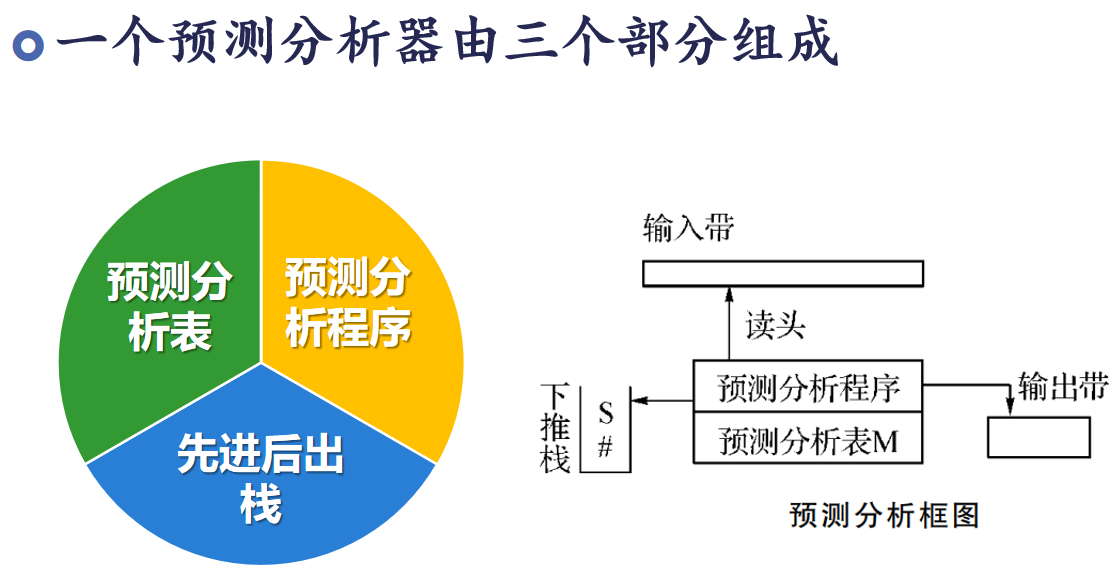 一个预测分析器由三个部分组成
预测分
析表
预测分
析程序
先进后出
栈
输入带
读头
下推栈
S
#
预测分析程序
预测分析表M
输出带
预测分析框图